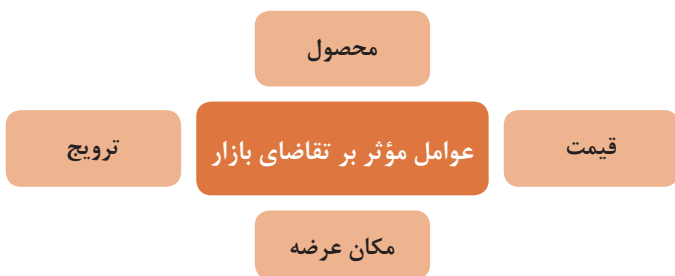 محصول
قیمت
عوامل مؤثر بر تقاضای بازار
ترویج
مکان عرضه